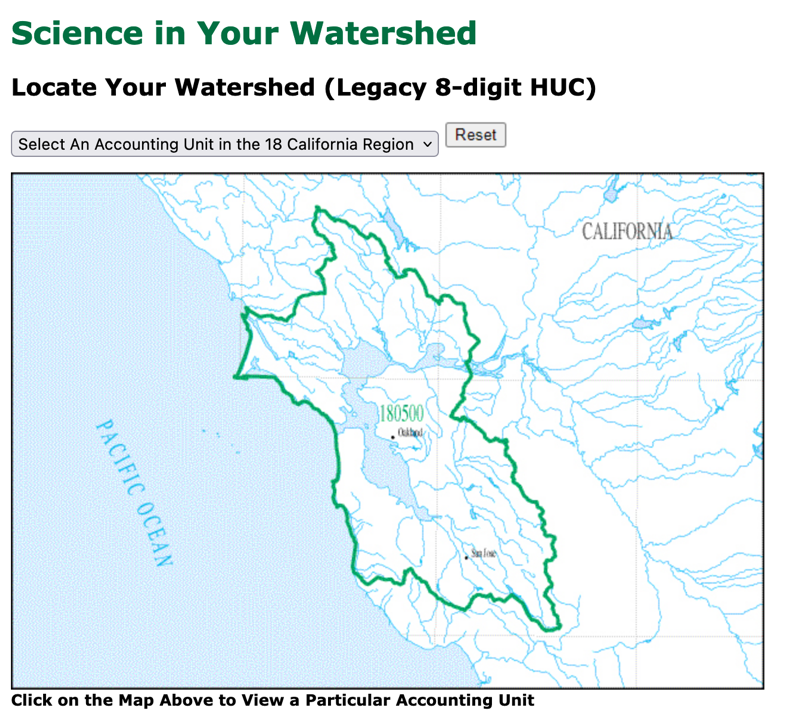 Science in Your Watershed
Locate Your Watershed (Legacy 8-digit HUC)
Select An Accounting Unit in the 18 California Region
Reset
CALIFORNIA
180500
Oakland
PACIFIC OCEAN
San Jose
Click on the Map Above to View a Particular Accounting Unit